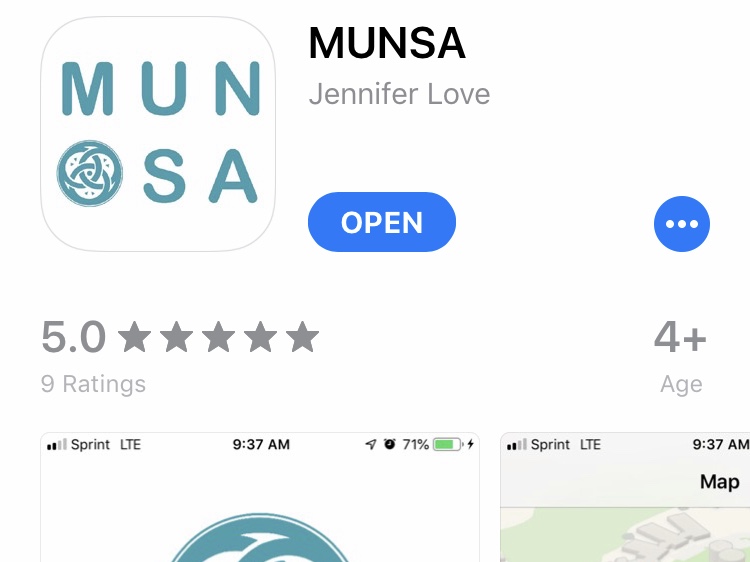 MUN
SA
MUNSA
Jennifer Love
OPEN
5.0
4+
9 Ratings
Age
Sprint LTE 9:37 AM 71%
Sprint LTE 9:37 AM
Map